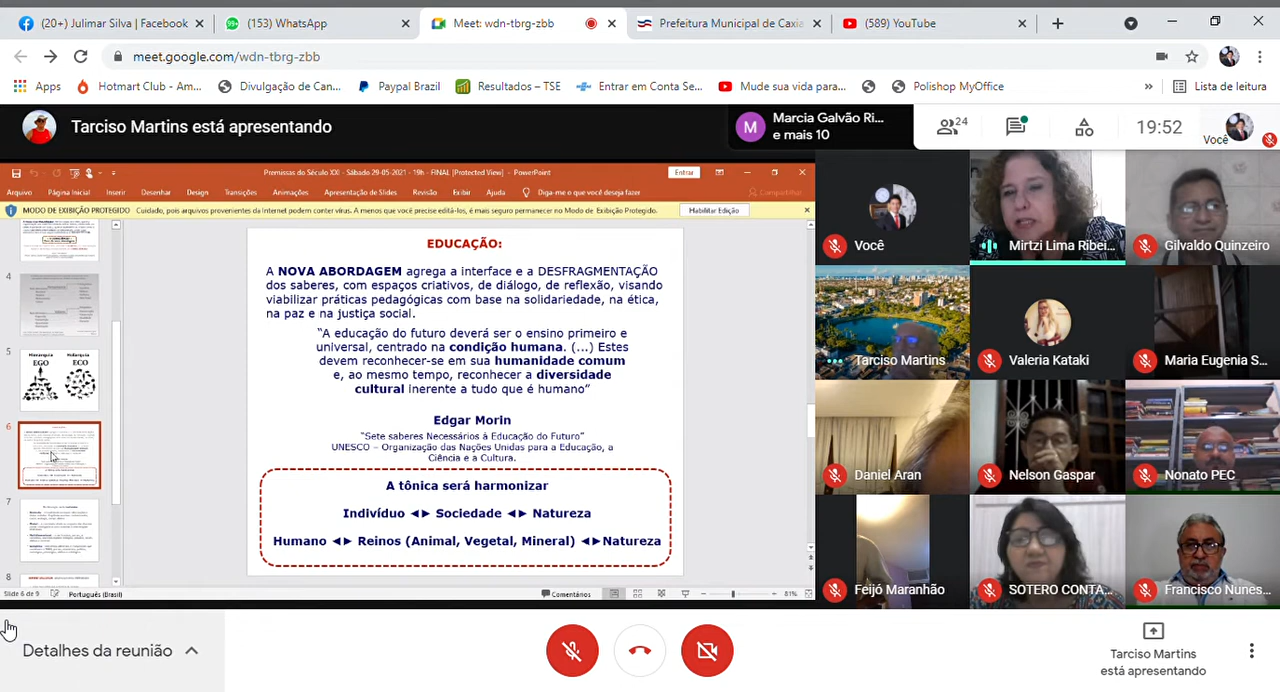 (20+) Julimar Silva | Facebook
(153) WhatsApp
Meet: wdn-tbrg-zbb
Prefeitura Municipal de Caxia
(589) YouTube
meet.google.com/wdn-tbrg-zbb
Apps
Hotmart Club - Am...
Divulgação de Can...
Paypal Brazil
Resultados – TSE
Entrar em Conta Se...
Mude sua vida para...
Polishop MyOffice
»
Lista de leitura
Tarciso Martins está apresentando
M
Marcia Galvão Ri...
e mais 10
24
19:52
Você
Premissas do Século XXI - Sábado 29-05-2021 - 19h - FINAL [Protected View] - PowerPoint
Entrar
Arquivo
Página Inicial
Inserir
Desenhar
Design
Transições
Animações
Apresentação de Slides
Revisão
Exibir
Ajuda
Diga-me o que você deseja fazer
Compartilhar
MODO DE EXIBIÇÃO PROTEGIDO
Cuidado, pois arquivos provenientes da Internet podem conter vírus. A menos que você precise editá-los, é mais seguro permanecer no Modo de Exibição Protegido.
Habilitar Edição
4
5
Hierarquia
EGO
ECO
6
7
8
EDUCAÇÃO:
A NOVA ABORDAGEM agrega a interface e a DESFRAGMENTAÇÃO
dos saberes, com espaços criativos, de diálogo, de reflexão, visando
viabilizar práticas pedagógicas com base na solidariedade, na ética,
na paz e na justiça social.
“A educação do futuro deverá ser o ensino primeiro e
universal, centrado na condição humana. (...) Estes
devem reconhecer-se em sua humanidade comum
e, ao mesmo tempo, reconhecer a diversidade
cultural inerente a tudo que é humano”
Edgar Morin
“Sete saberes Necessários à Educação do Futuro”
UNESCO – Organização das Nações Unidas para a Educação, a
Ciência e a Cultura.
A tônica será harmonizar
Indivíduo ◄► Sociedade ◄► Natureza
Humano ◄► Reinos (Animal, Vegetal, Mineral) ◄►Natureza
Slide 6 de 9
Português (Brasil)
Comentários
81%
Você
Mirtzi Lima Ribei...
Gilvaldo Quinzeiro
Tarciso Martins
Valeria Kataki
Maria Eugenia S...
Daniel Aran
Nelson Gaspar
Nonato PEC
Feijó Maranhão
SOTERO CONTA...
Francisco Nunes...
Detalhes da reunião
Tarciso Martins
está apresentando